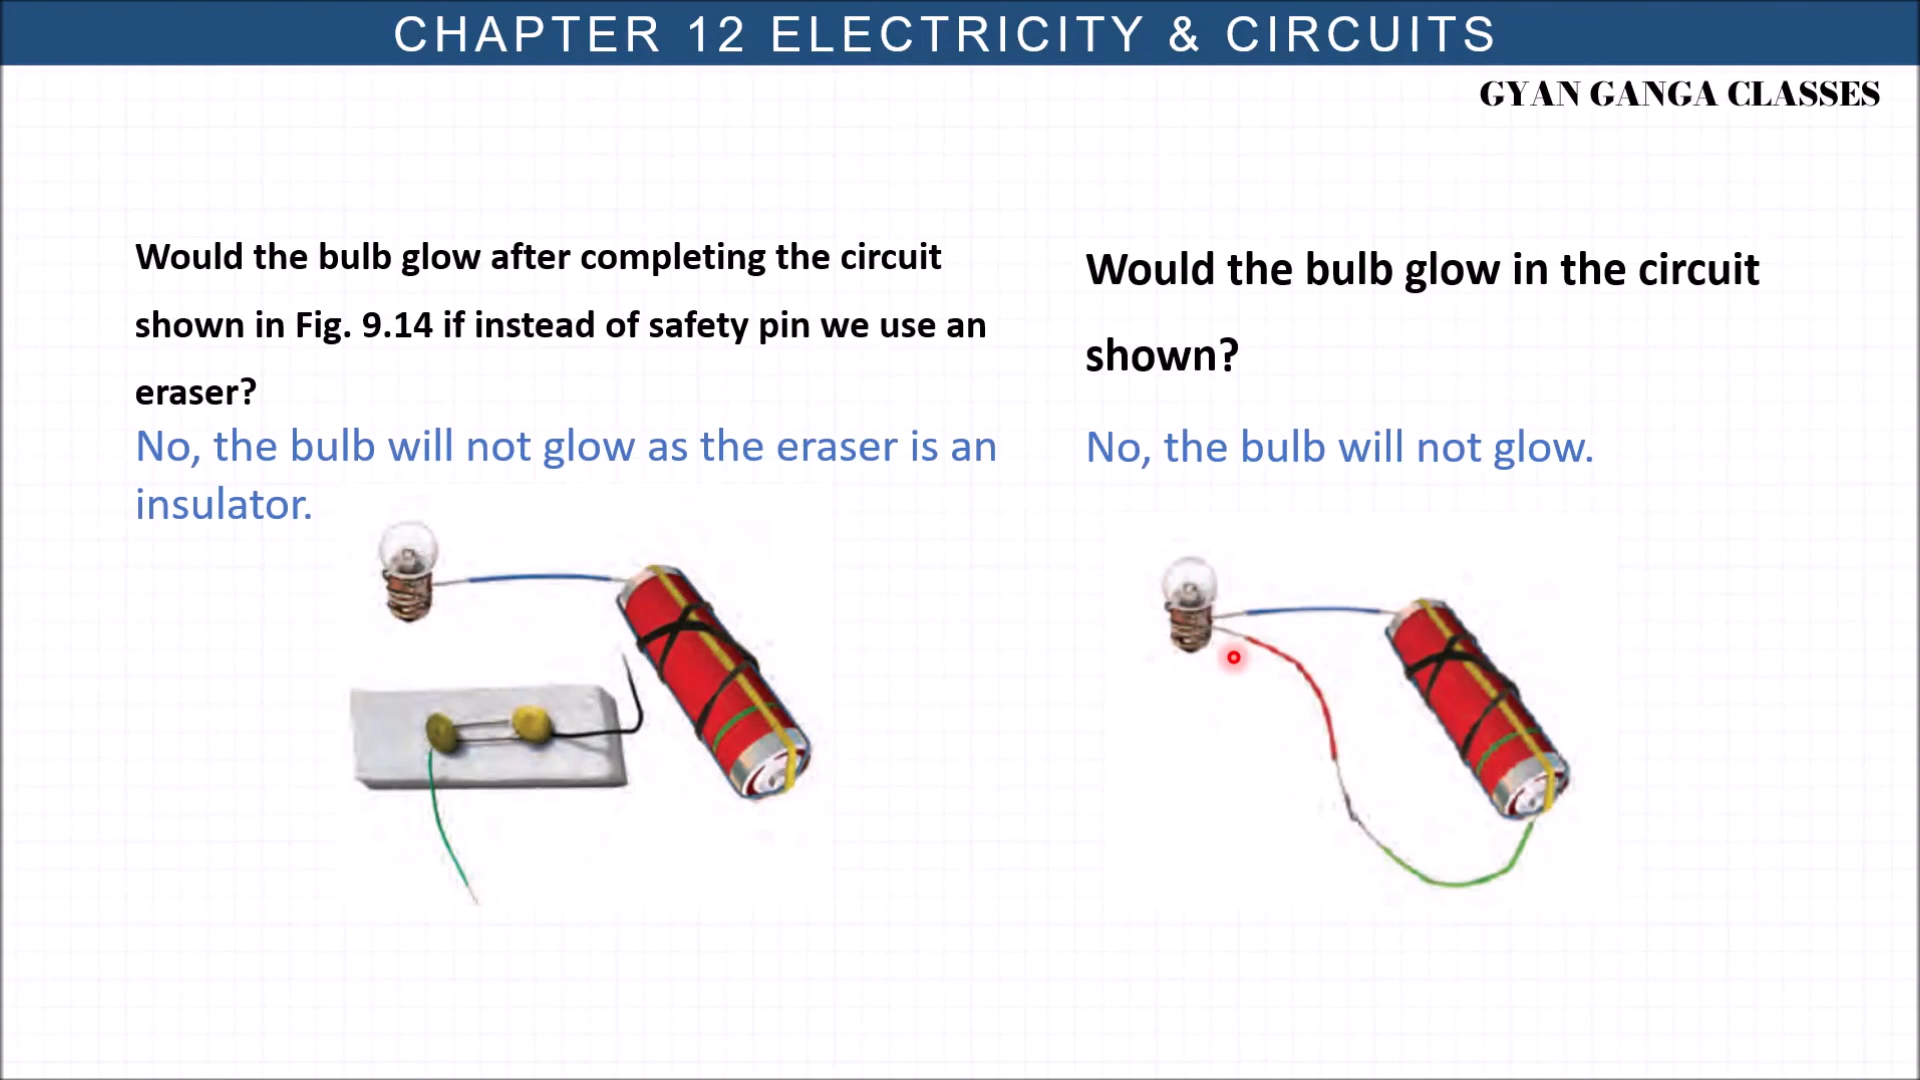 CHAPTER 12 ELECTRICITY & CIRCUITS
GYAN GANGA CLASSES
Would the bulb glow after completing the circuit
shown in Fig. 9.14 if instead of safety pin we use an
eraser?
No, the bulb will not glow as the eraser is an
insulator.
Would the bulb glow in the circuit
shown?
No, the bulb will not glow.